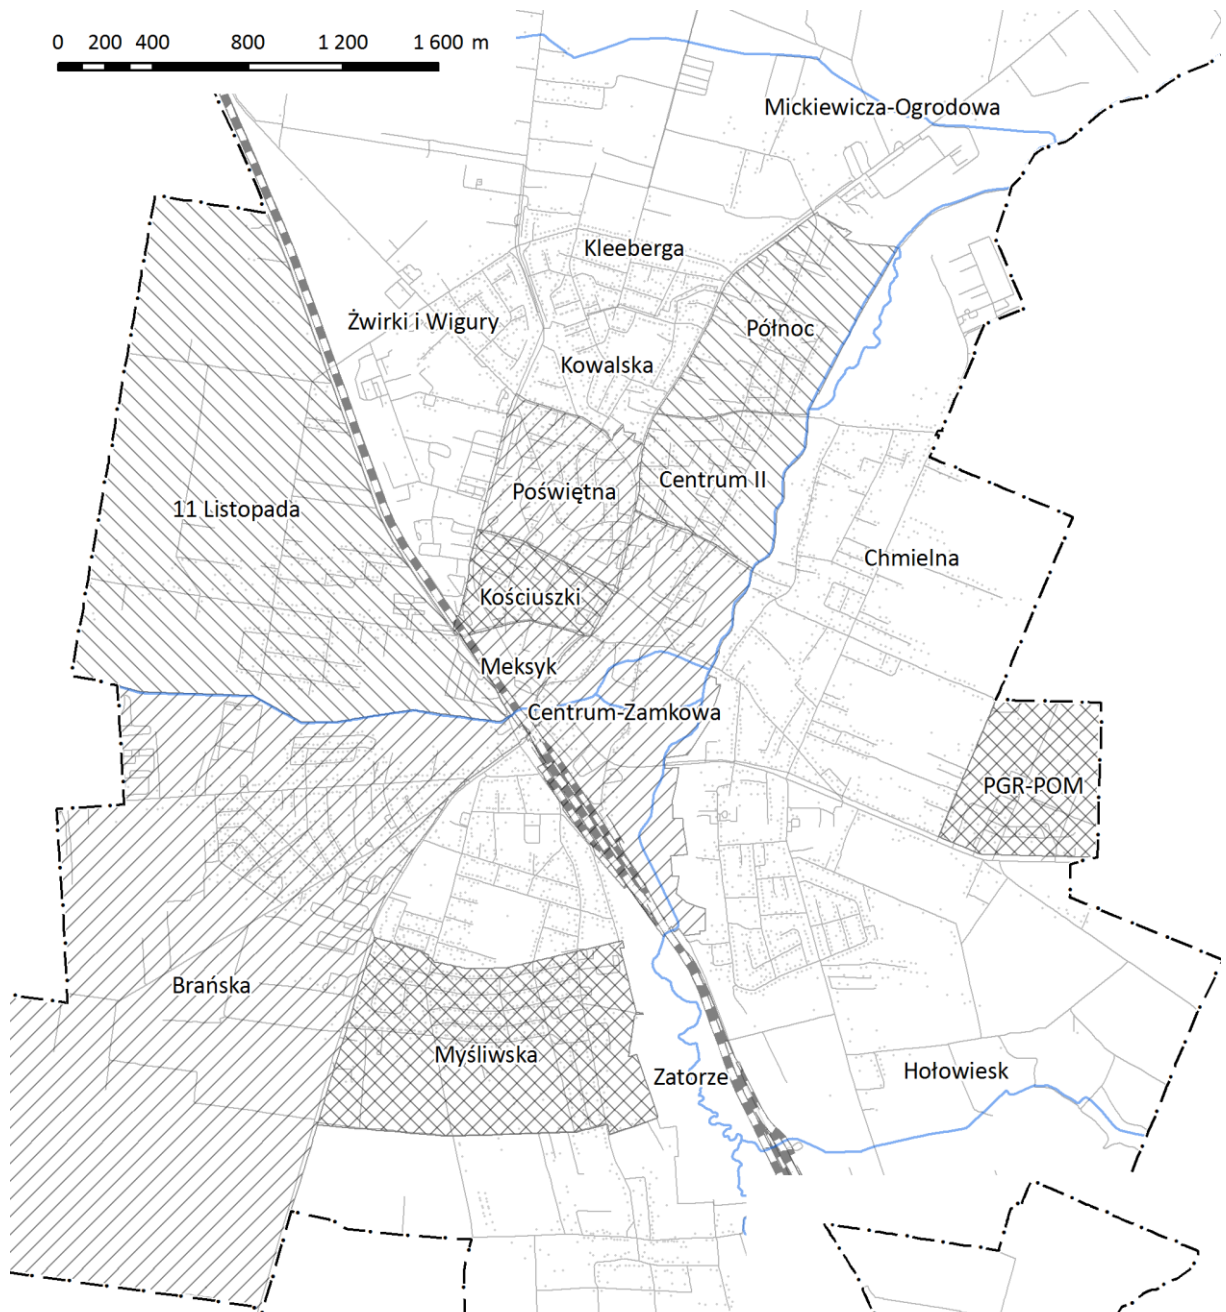 0 200 400 800 1 200 1 600 m
Mickiewicza-Ogrodowa
Kleeberga
Żwirki i Wigury
Północ
Kowalska
Poświętna
Centrum II
11 Listopada
Chmielna
Kościuszki
Meksyk
Centrum-Zamkowa
PGR-POM
Brańska
Myśliwska
Zatorze
Hołowiesk